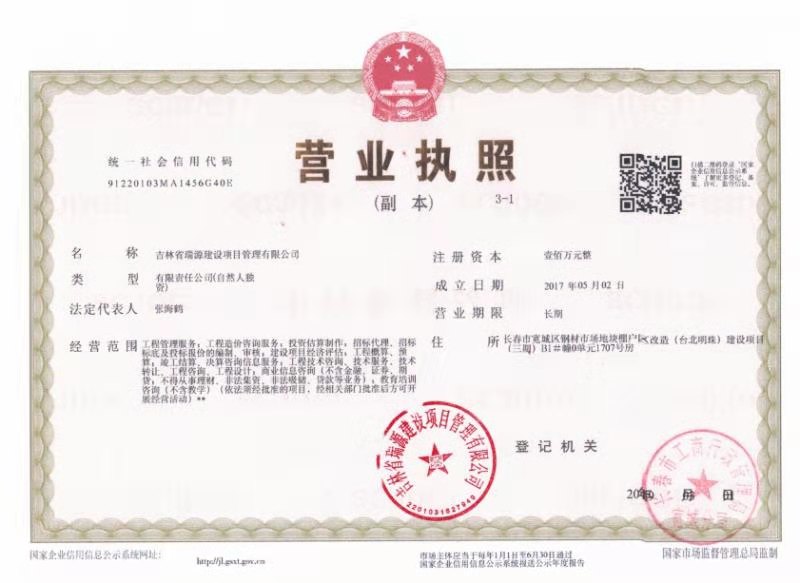 统一社会信用代码
91220103MA1456G40E
营业执照
(副 本)
3-1
扫描二维码登录"国家
企业信用信息公示系
统"了解更多登记、备
案、许可、监管信息。
名 称 吉林省瑞源建设项目管理有限公司
类 型 有限责任公司(自然人独
资)
法定代表人 张海鹤
经营范围 工程管理服务;工程造价咨询服务;投资估算制作;招标代理、招标
标底及投标报价的编制、审核;建设项目经济评估;工程概算、预
算;竣工结算、决算咨询信息服务;工程技术咨询、技术服务、技术
转让、工程咨询、工程设计;商业信息咨询(不含金融、证券、期
货;不得从事理财、非法集资、非法吸储、贷款等业务);教育培训
咨询(不含教学)(依法须经批准的项目,经相关部门批准后方可开
展经营活动)**
注册资本 壹佰万元整
成立日期 2017 年 05 月 02 日
营业期限 长期
住 所 长春市宽城区钢材市场地块棚户区改造(台北明珠)建设项目
(三期)B1#幢0单元1707号房
吉林省瑞源建设项目管理有限公司
2201031627949
登记机关
长春市工商行政管理局
月 日
国家企业信用信息公示系统网址:
http://jl.gsxt.gov.cn
市场主体应当于每年1月1日至6月30日通过
国家企业信用信息公示系统报送公示年度报告
国家市场监督管理总局监制